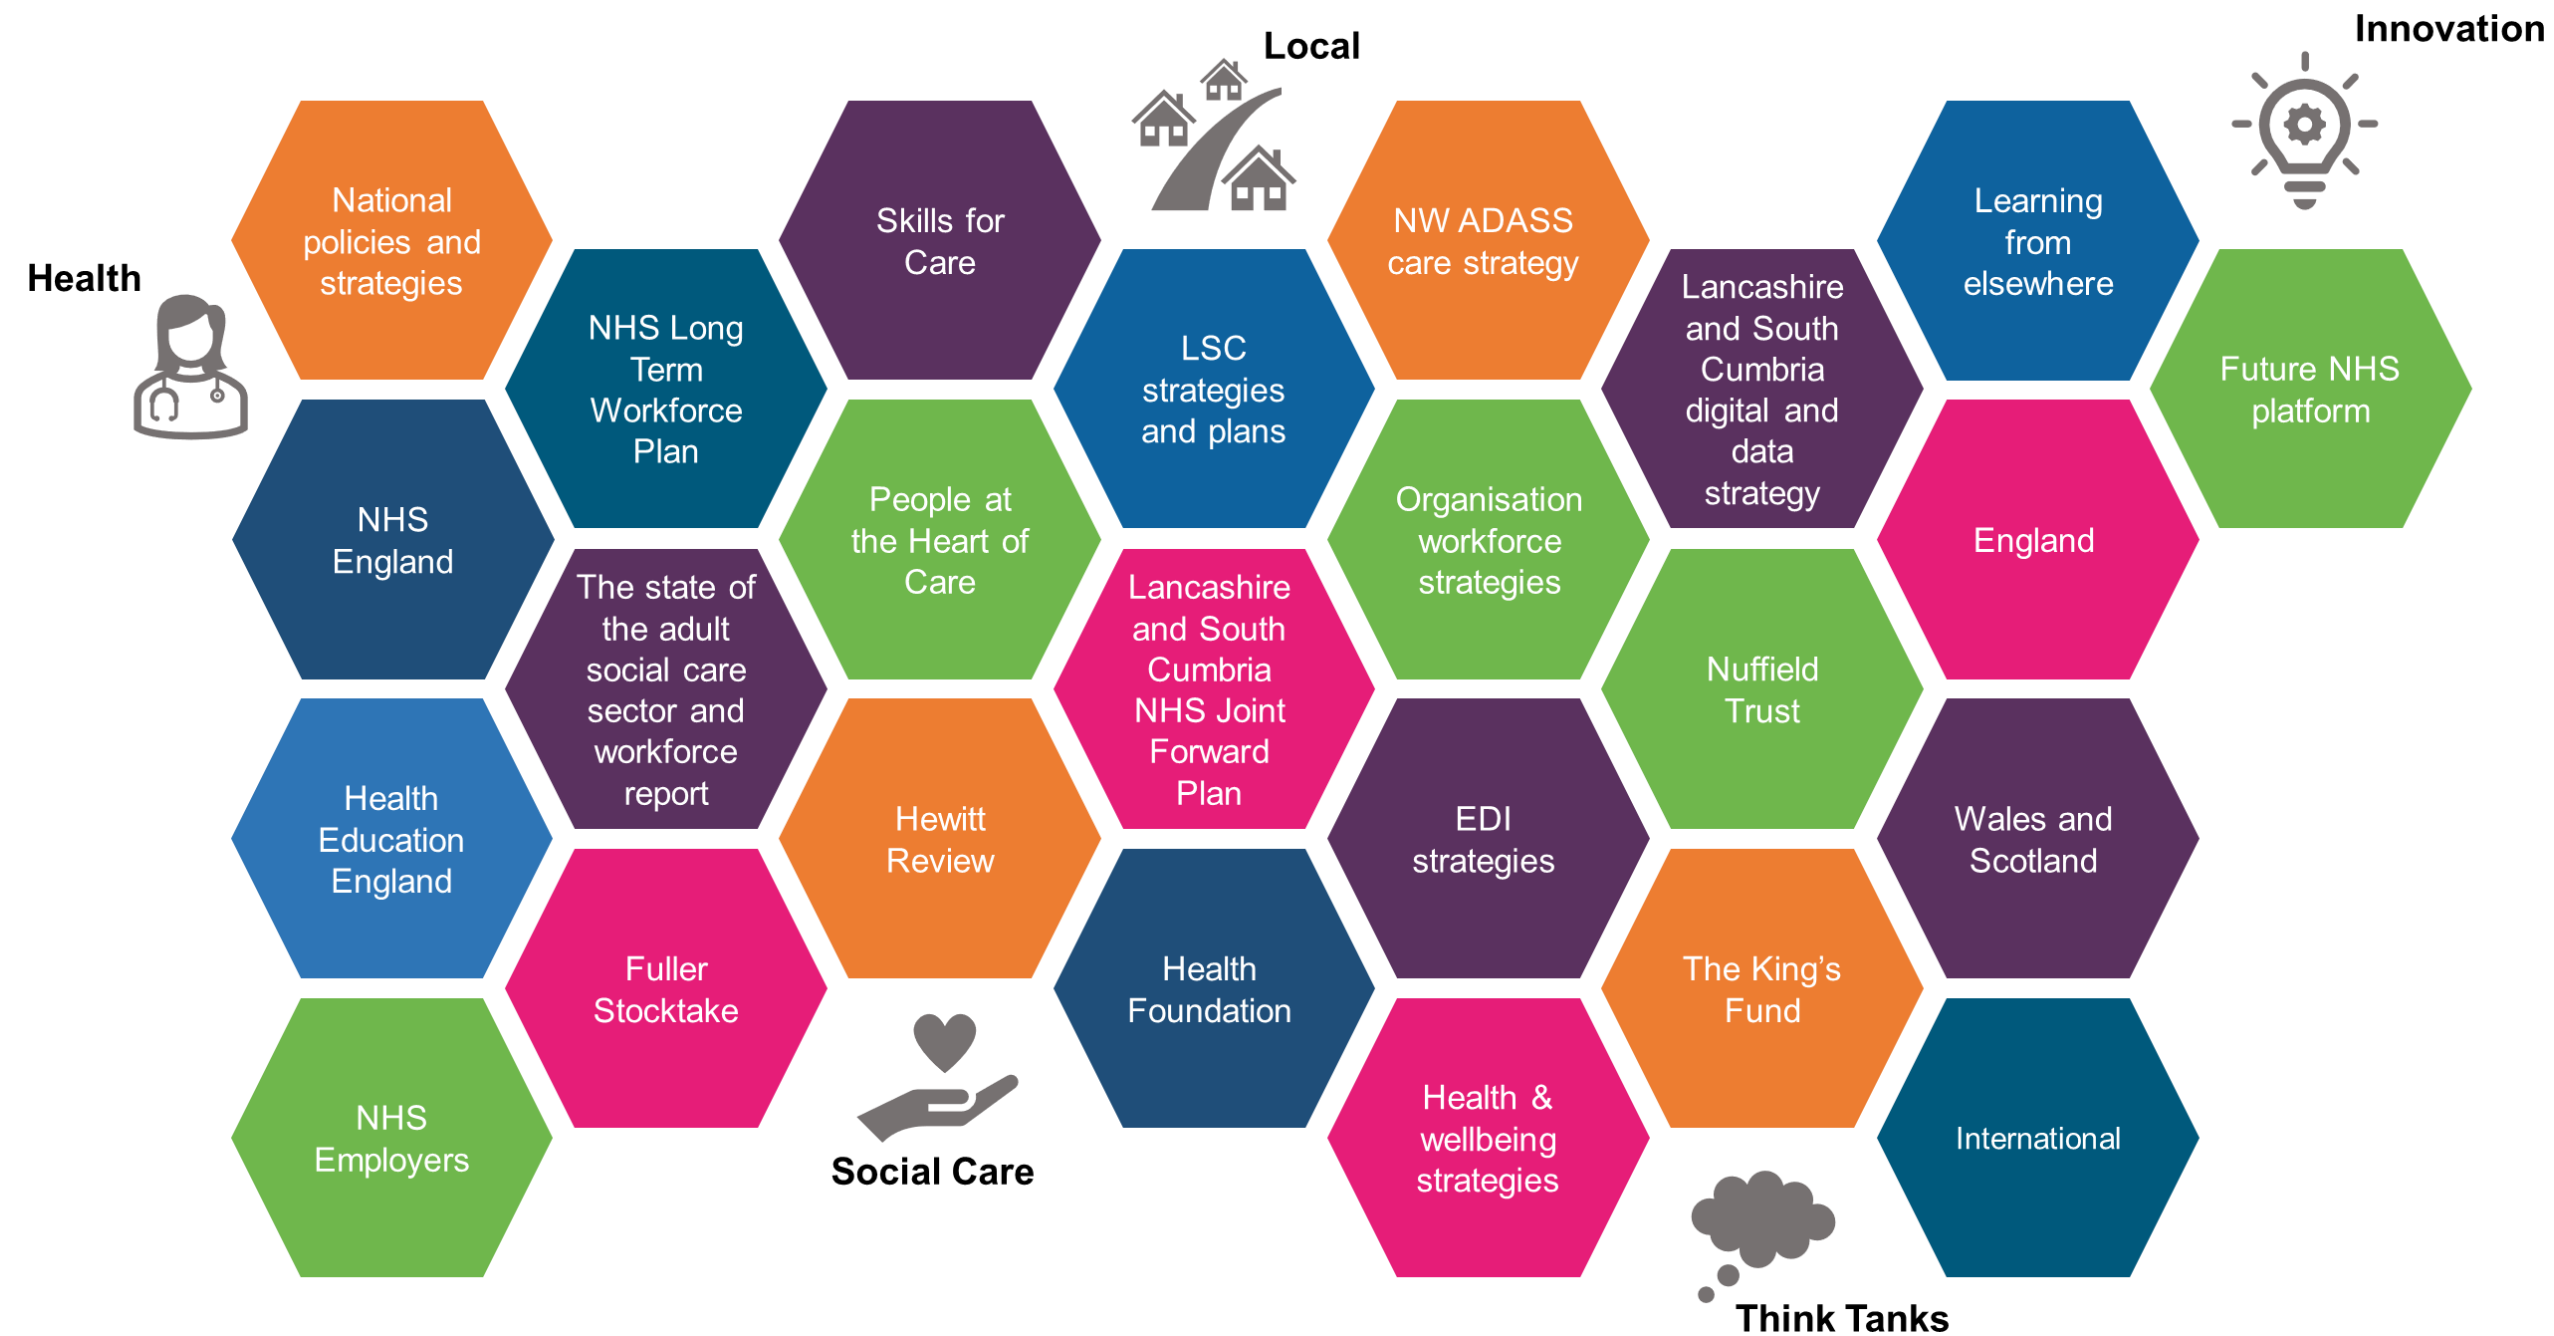 Health
National
policies and
strategies
NHS
England
Health
Education
England
NHS
Employers
NHS Long
Term
Workforce
Plan
The state of
the adult
social care
sector and
workforce
report
Fuller
Stocktake
Skills for
Care
People at
the Heart of
Care
Hewitt
Review
Social Care
Local
LSC
strategies
and plans
Lancashire
and South
Cumbria
NHS Joint
Forward
Plan
Health
Foundation
NW ADASS
care strategy
Organisation
workforce
strategies
EDI
strategies
Health &
wellbeing
strategies
Lancashire
and South
Cumbria
digital and
data
strategy
Nuffield
Trust
The King’s
Fund
Think Tanks
Learning
from
elsewhere
England
Wales and
Scotland
International
Innovation
Future NHS
platform